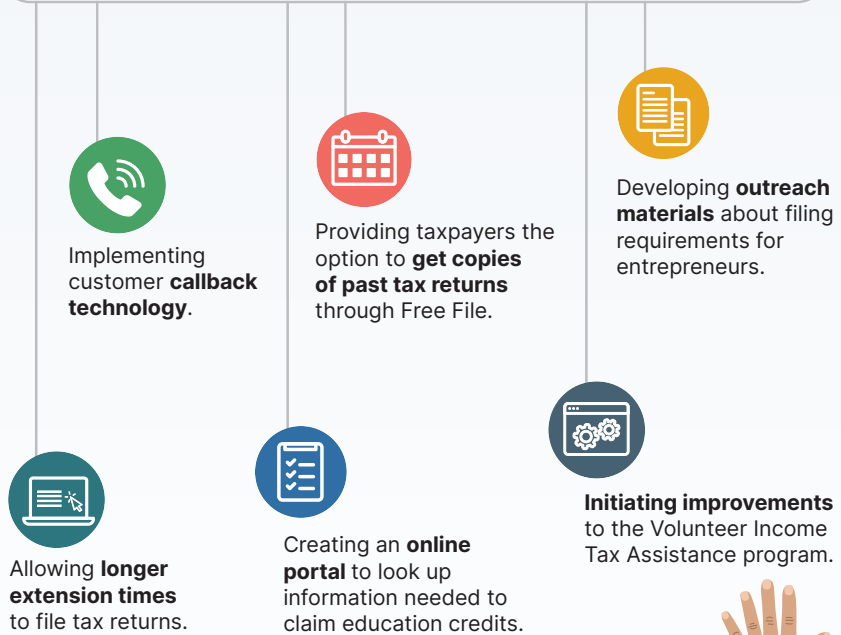 Implementing
customer callback
technology.
Providing taxpayers the
option to get copies
of past tax returns
through Free File.
Developing outreach
materials about filing
requirements for
entrepreneurs.
Allowing longer
extension times
to file tax returns.
Creating an online
portal to look up
information needed to
claim education credits.
Initiating improvements
to the Volunteer Income
Tax Assistance program.